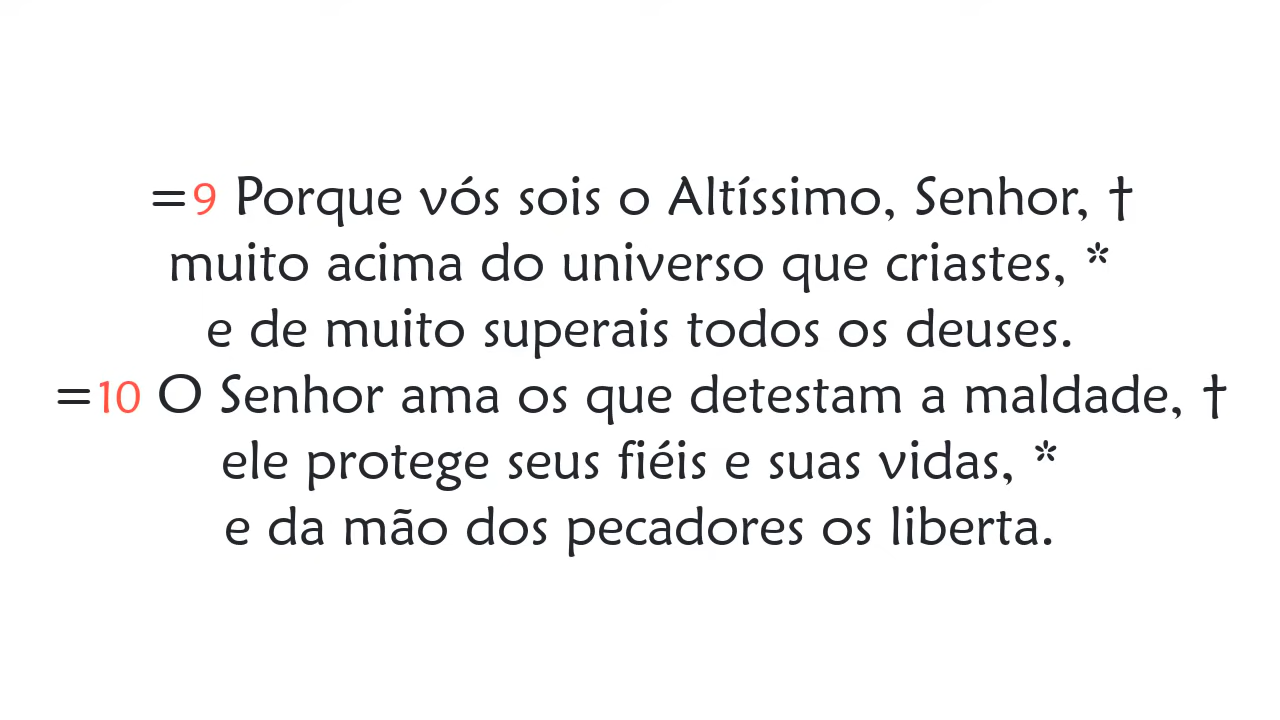 =9 Porque vós sois o Altíssimo, Senhor, †
muito acima do universo que criastes, *
e de muito superais todos os deuses.
=10 O Senhor ama os que detestam a maldade, †
ele protege seus fiéis e suas vidas, *
e da mão dos pecadores os liberta.